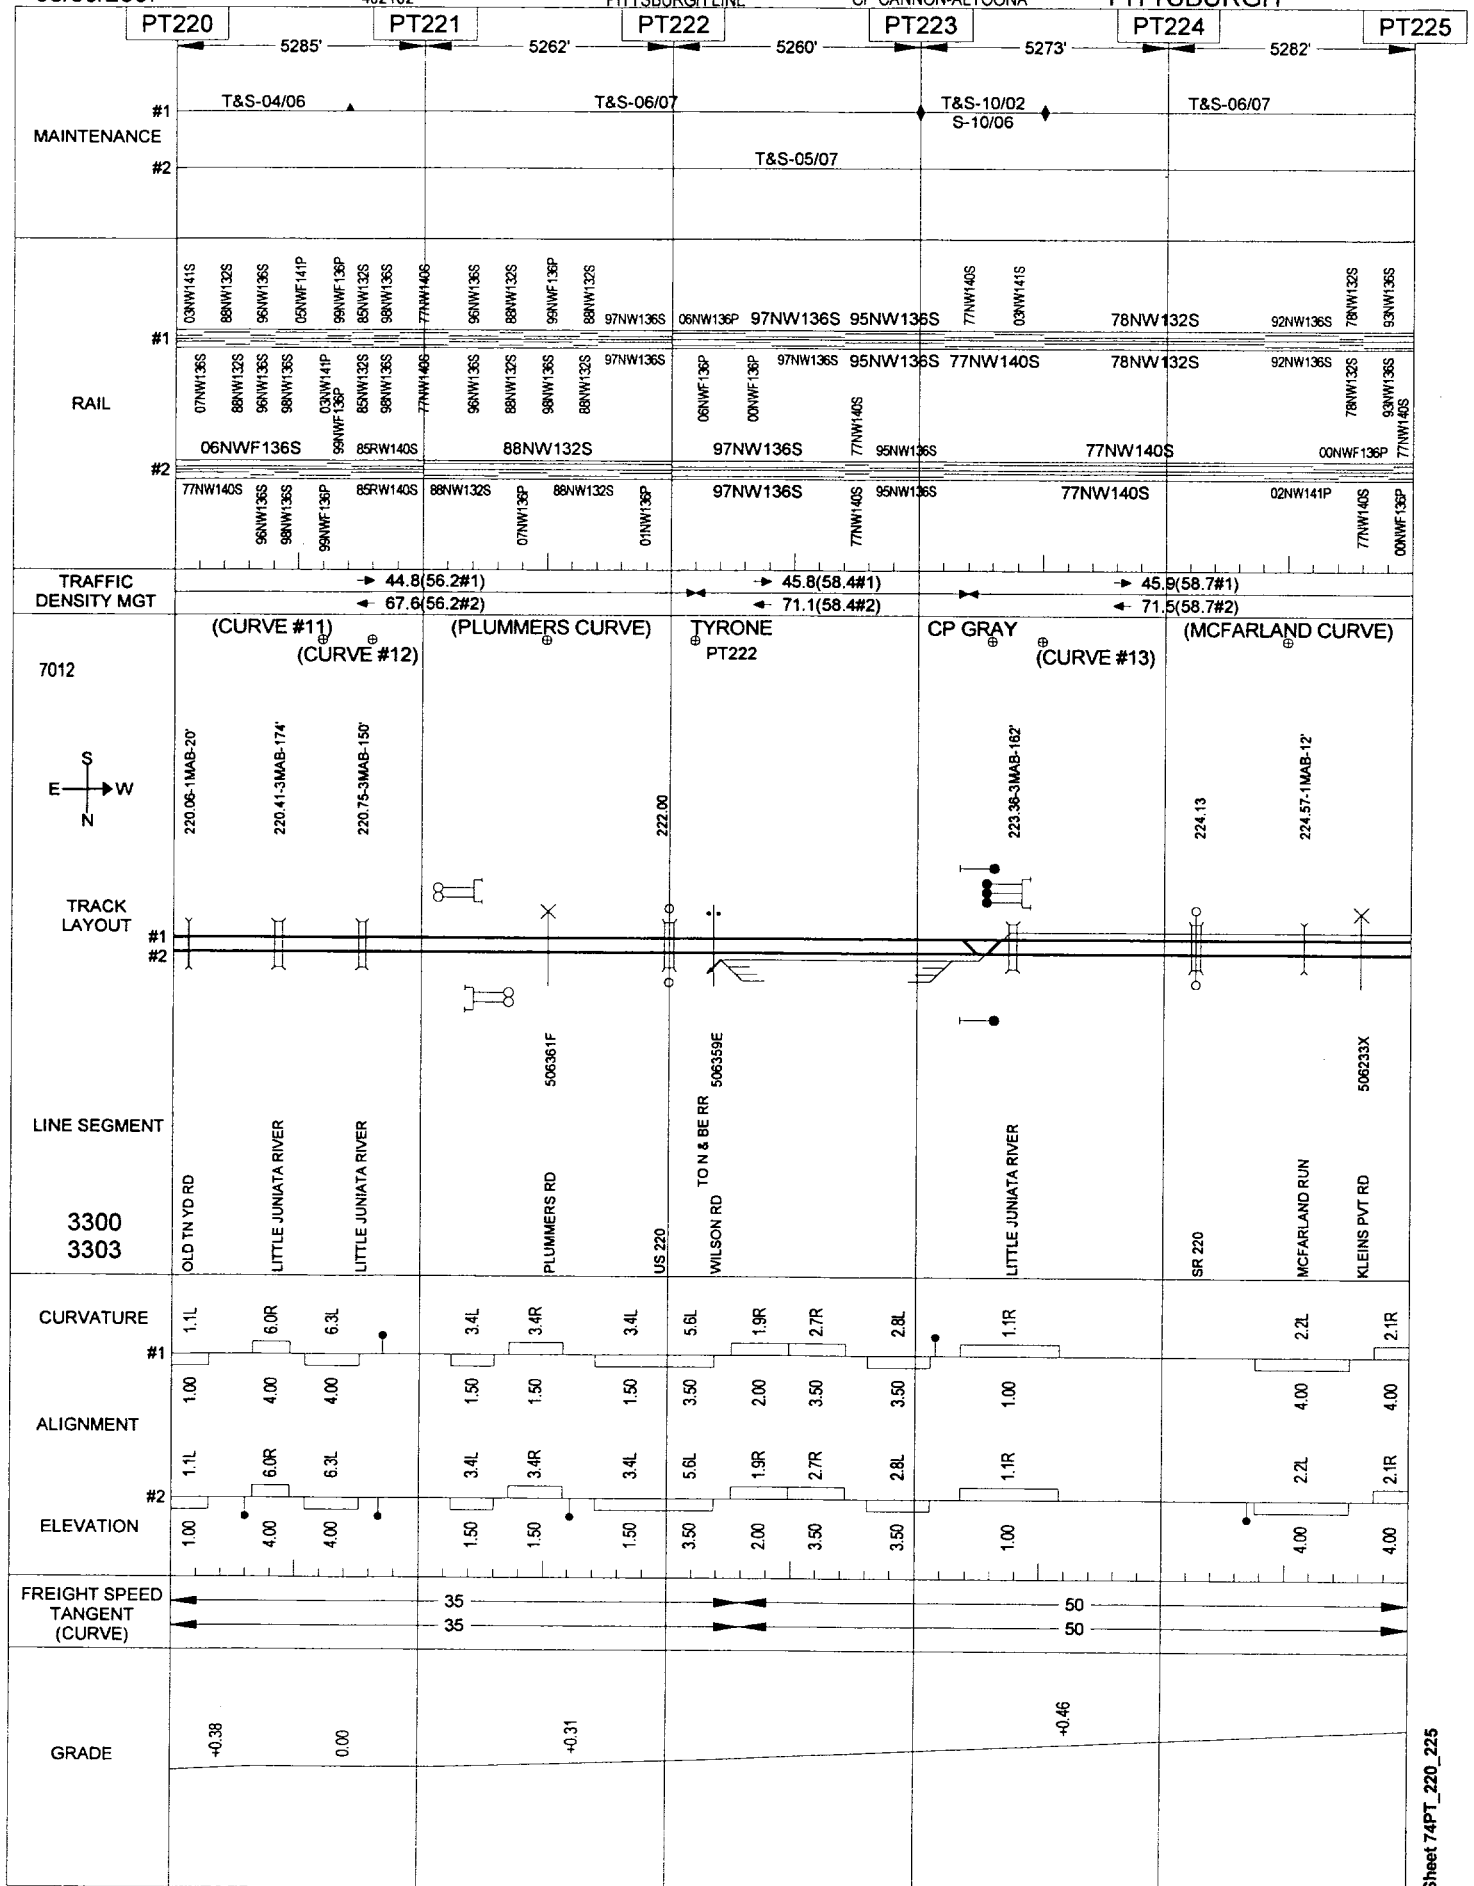 PITTSBURGH LINE
CP CANNON-ALTOONA
PITTSBURGH
PT220 PT221 PT222 PT223 PT224 PT225
5285' 5262' 5260' 5273' 5282'
MAINTENANCE
#1 T&S-04/06 T&S-06/07 T&S-10/02 T&S-06/07
S-10/06
#2 T&S-05/07
RAIL
03NW141S 88NW132S 96NW136S 05NWF141P 99NWF136P 85NW132S 98NW136S 77NW140S 96NW136S 88NW132S 99NWF136P 88NW132S 97NW136S 06NW136P 97NW136S 95NW136S 77NW140S 03NW141S 78NW132S 92NW136S 78NW132S 93NW136S
#1
07NW136S 88NW132S 96NW136S 98NW136S 03NW141P 99NWF136P 85NW132S 98NW136S 77NW140S 96NW136S 88NW132S 98NW136S 88NW132S 97NW136S 06NWF136P 00NWF136P 97NW136S 95NW136S 77NW140S 78NW132S 92NW136S 78NW132S 93NW136S
06NWF136S 85RW140S 88NW132S 97NW136S 77NW140S 95NW136S 77NW140S 00NWF136P 77NW140S
#2
77NW140S 96NW136S 98NW136S 99NWF136P 85RW140S 88NW132S 07NW136P 88NW132S 01NW136P 97NW136S 77NW140S 95NW136S 77NW140S 02NW141P 77NW140S 00NWF136P
TRAFFIC
DENSITY MGT
44.8(56.2#1) 45.8(58.4#1) 45.9(58.7#1)
67.6(56.2#2) 71.1(58.4#2) 71.5(58.7#2)
(CURVE #11) (PLUMMERS CURVE) TYRONE CP GRAY (MCFARLAND CURVE)
(CURVE #12) PT222 (CURVE #13)
7012
S
E W
N
220.06-1MAB-20' 220.41-3MAB-174' 220.75-3MAB-150' 222.00 223.36-3MAB-162' 224.13 224.57-1MAB-12'
TRACK
LAYOUT
#1
#2
506361F 506359E 506233X
LINE SEGMENT
3300
3303
OLD TN YD RD LITTLE JUNIATA RIVER LITTLE JUNIATA RIVER PLUMMERS RD US 220 WILSON RD TO N & BE RR LITTLE JUNIATA RIVER SR 220 MCFARLAND RUN KLEINS PVT RD
CURVATURE
1.1L 6.0R 6.3L 3.4L 3.4R 3.4L 5.6L 1.9R 2.7R 2.8L 1.1R 2.2L 2.1R
#1
1.00 4.00 4.00 1.50 1.50 1.50 3.50 2.00 3.50 3.50 1.00 4.00 4.00
ALIGNMENT
1.1L 6.0R 6.3L 3.4L 3.4R 3.4L 5.6L 1.9R 2.7R 2.8L 1.1R 2.2L 2.1R
#2
ELEVATION
1.00 4.00 4.00 1.50 1.50 1.50 3.50 2.00 3.50 3.50 1.00 4.00 4.00
FREIGHT SPEED
TANGENT
(CURVE)
35 50
35 50
GRADE
+0.38 0.00 +0.31 +0.46
Sheet 74PT_220_225